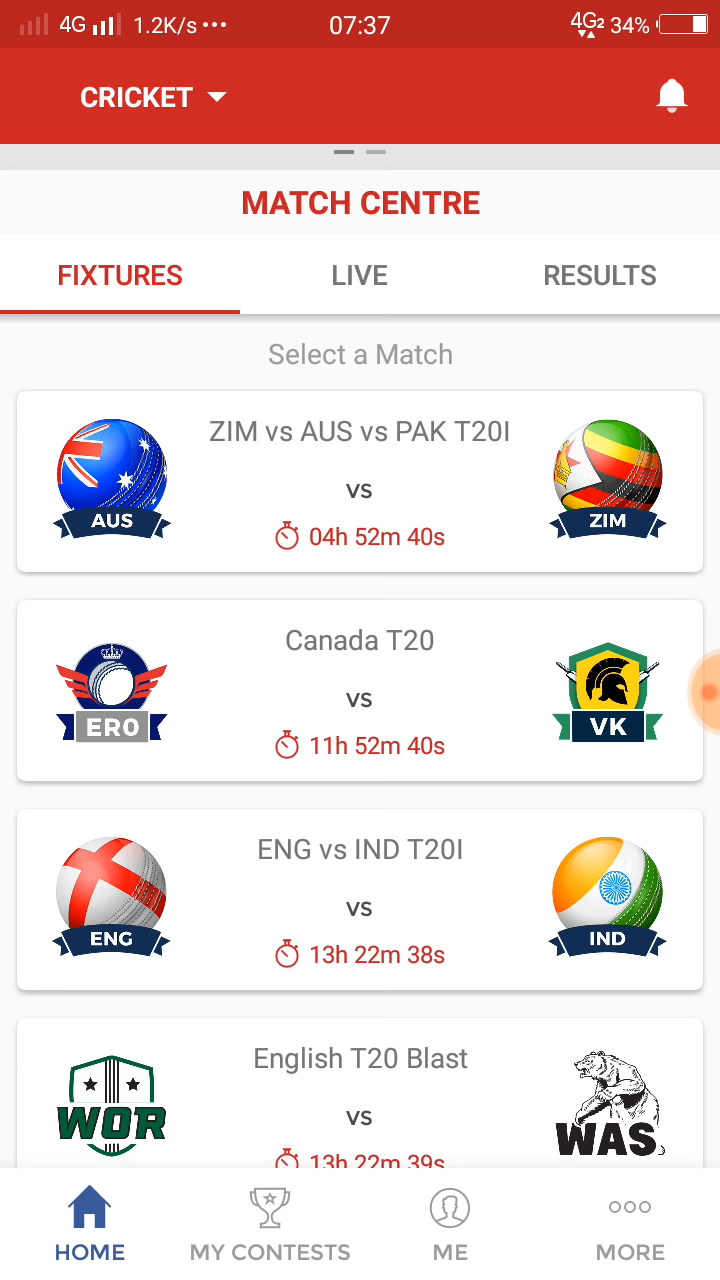 4G 1.2K/s ••• 07:37 4G2 34%
CRICKET
MATCH CENTRE
FIXTURES LIVE RESULTS
Select a Match
ZIM vs AUS vs PAK T20I
vs
AUS ZIM
04h 52m 40s
Canada T20
vs
ERO VK
11h 52m 40s
ENG vs IND T20I
vs
ENG IND
13h 22m 38s
English T20 Blast
vs
WOR WAS
13h 22m 39s
HOME MY CONTESTS ME MORE